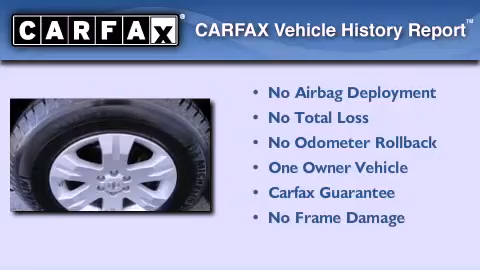 CARFAX®
CARFAX Vehicle History Report™
• No Airbag Deployment
• No Total Loss
• No Odometer Rollback
• One Owner Vehicle
• Carfax Guarantee
• No Frame Damage
MICHELIN